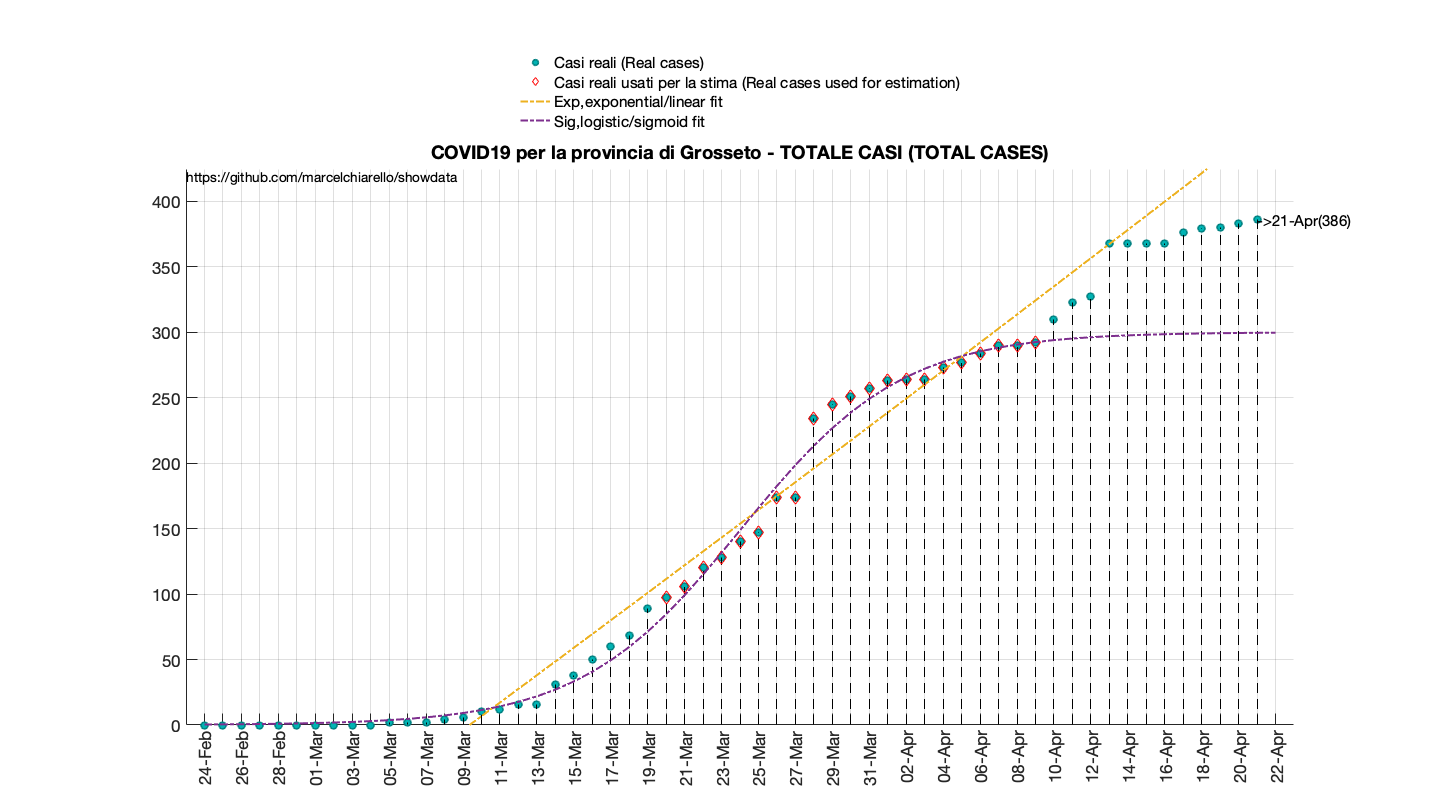 Casi reali (Real cases)
Casi reali usati per la stima (Real cases used for estimation)
Exp,exponential/linear fit
Sig,logistic/sigmoid fit
COVID19 per la provincia di Grosseto - TOTALE CASI (TOTAL CASES)
https://github.com/marcelchiarello/showdata
400
350
300
250
200
150
100
50
0
->21-Apr(386)
24-Feb
26-Feb
28-Feb
01-Mar
03-Mar
05-Mar
07-Mar
09-Mar
11-Mar
13-Mar
15-Mar
17-Mar
19-Mar
21-Mar
23-Mar
25-Mar
27-Mar
29-Mar
31-Mar
02-Apr
04-Apr
06-Apr
08-Apr
10-Apr
12-Apr
14-Apr
16-Apr
18-Apr
20-Apr
22-Apr